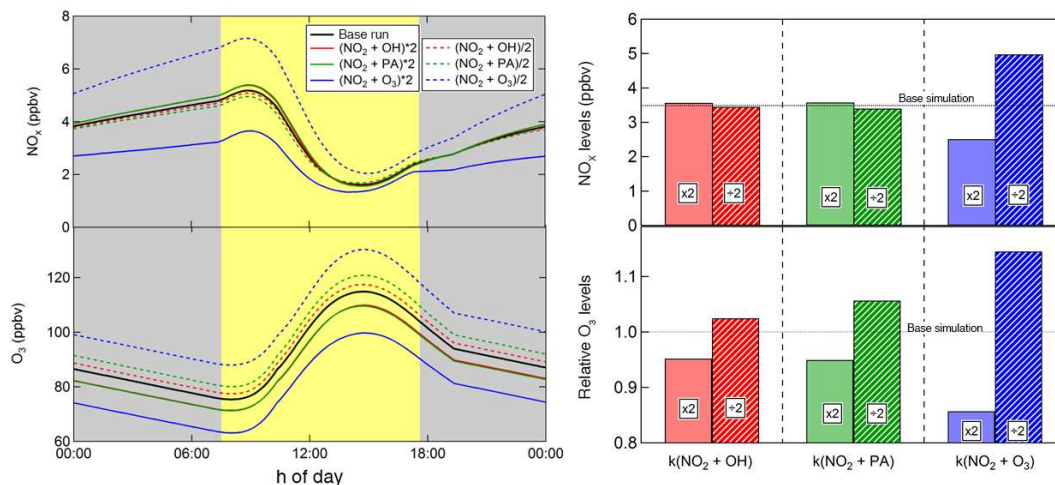 8
6
4
2
0
NOx (ppbv)
Base run
(NO2 + OH)*2
(NO2 + PA)*2
(NO2 + O3)*2
(NO2 + OH)/2
(NO2 + PA)/2
(NO2 + O3)/2
120
100
80
60
O3 (ppbv)
00:00
06:00
12:00
18:00
00:00
h of day
6
5
4
3
2
1
0
NOx levels (ppbv)
Base simulation
x2
÷2
x2
÷2
x2
÷2
1.1
1.0
0.9
0.8
Relative O3 levels
Base simulation
x2
÷2
x2
÷2
x2
÷2
k(NO2 + OH)
k(NO2 + PA)
k(NO2 + O3)